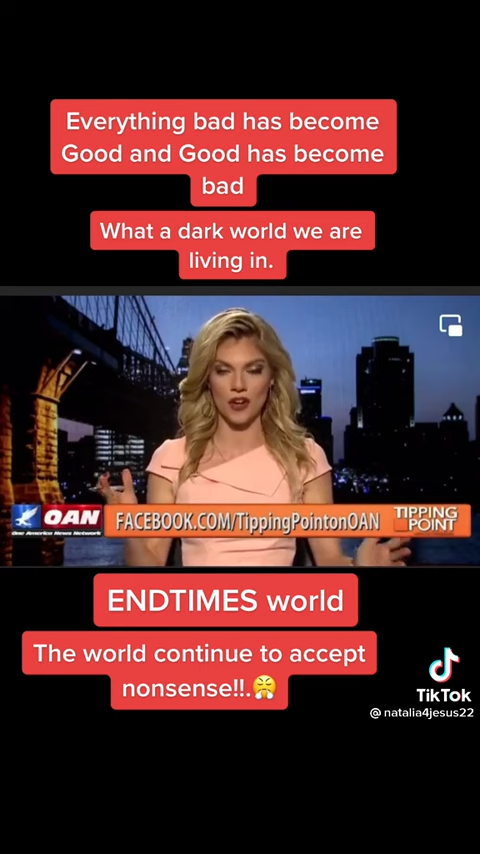 Everything bad has become
Good and Good has become
bad
What a dark world we are
living in.
OAN
One America News Network
FACEBOOK.COM/TippingPointonOAN
TIPPING
POINT
ENDTIMES world
The world continue to accept
nonsense!!.😤
TikTok
@natalia4jesus22